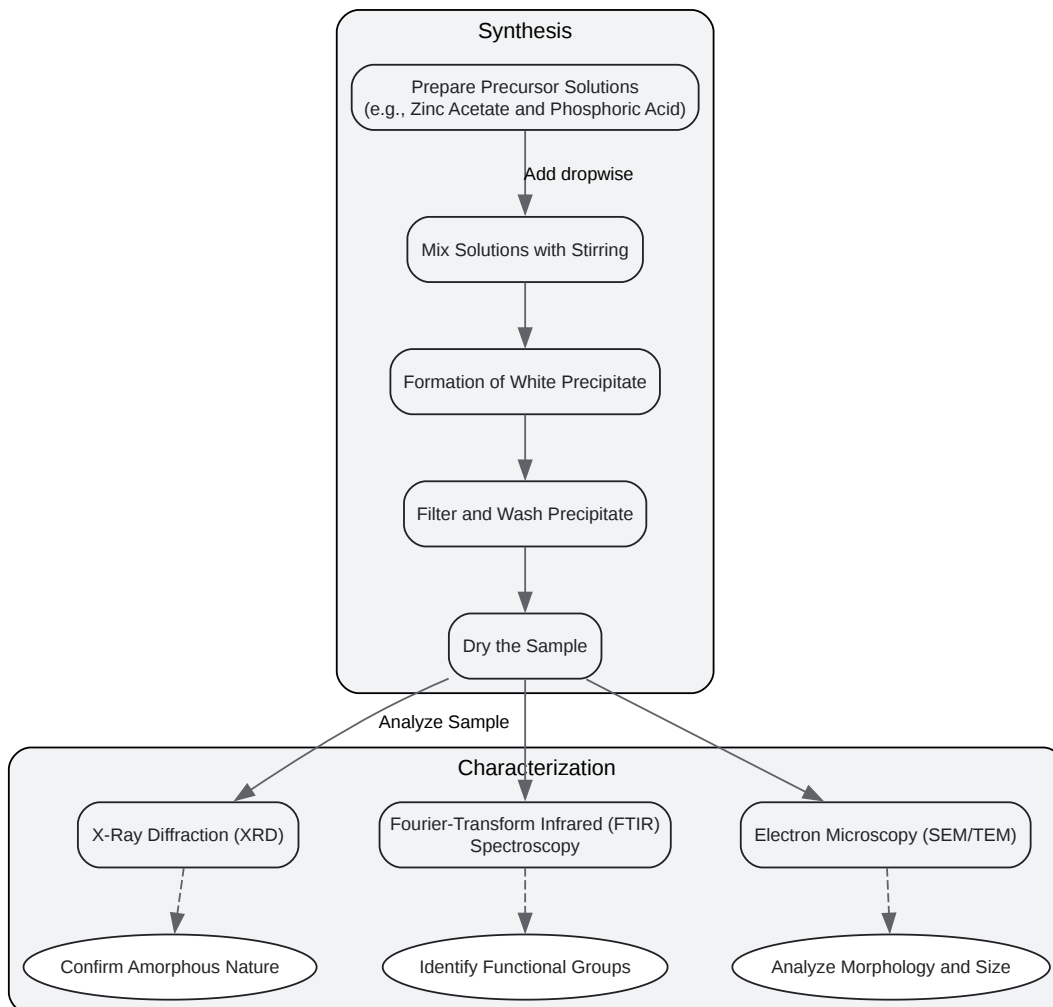 Synthesis
Prepare Precursor Solutions
(e.g., Zinc Acetate and Phosphoric Acid)
Add dropwise
Mix Solutions with Stirring
Formation of White Precipitate
Filter and Wash Precipitate
Dry the Sample
Analyze Sample
Characterization
X-Ray Diffraction (XRD)
Fourier-Transform Infrared (FTIR)
Spectroscopy
Electron Microscopy (SEM/TEM)
Confirm Amorphous Nature
Identify Functional Groups
Analyze Morphology and Size